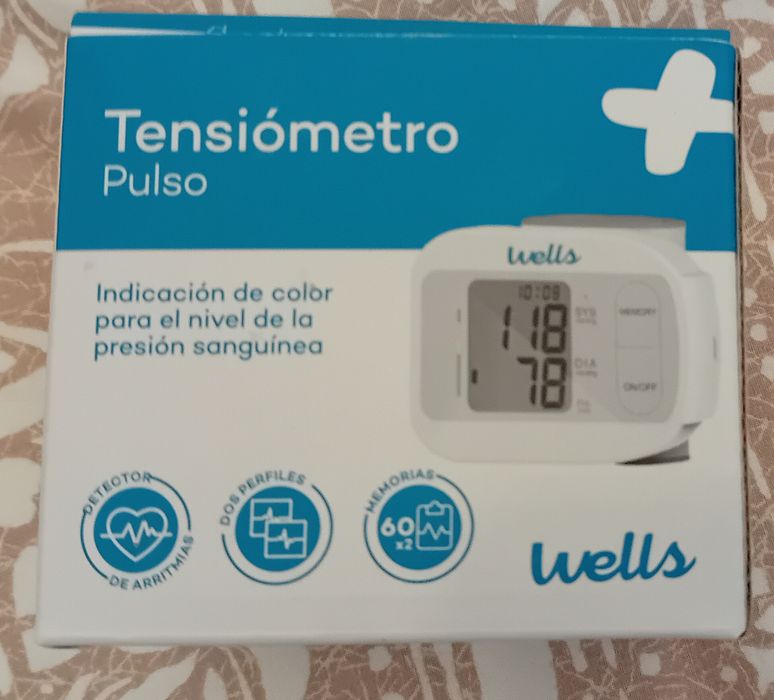 Tensiómetro
Pulso
wells
Indicación de color
para el nivel de la
presión sanguínea
10:09
118
SYS
78
DIA
MEMORY
ON/OFF
DETECTOR
DE ARRITMIAS
DOS PERFILES
MEMORIAS
60
x2
wells